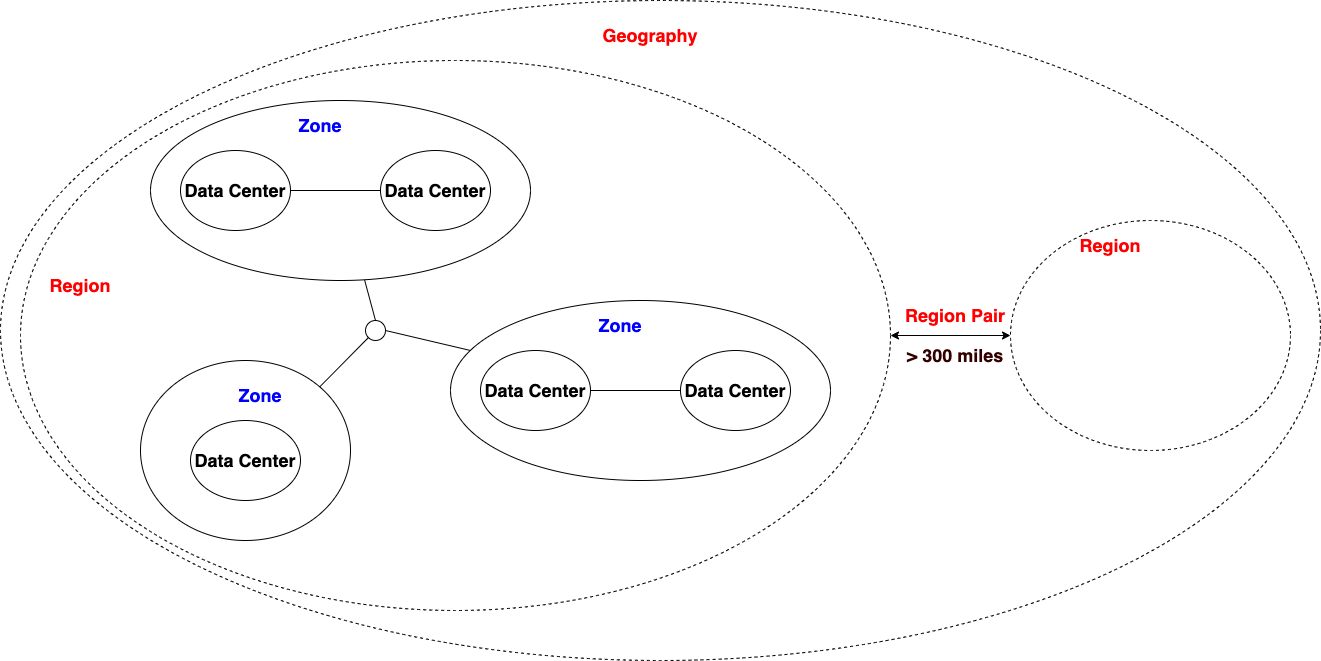 Geography
Zone
Data Center
Data Center
Region
Region
Region Pair
> 300 miles
Zone
Data Center
Data Center
Zone
Data Center